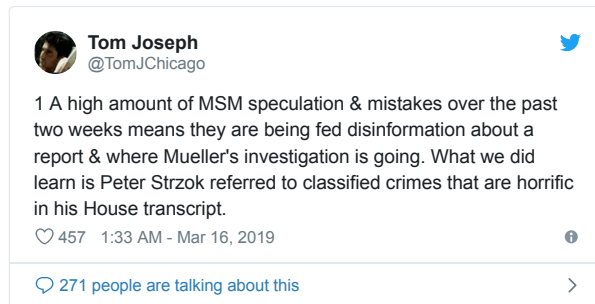 Tom Joseph
@TomJChicago
1 A high amount of MSM speculation & mistakes over the past
two weeks means they are being fed disinformation about a
report & where Mueller's investigation is going. What we did
learn is Peter Strzok referred to classified crimes that are horrific
in his House transcript.
457 1:33 AM - Mar 16, 2019
271 people are talking about this